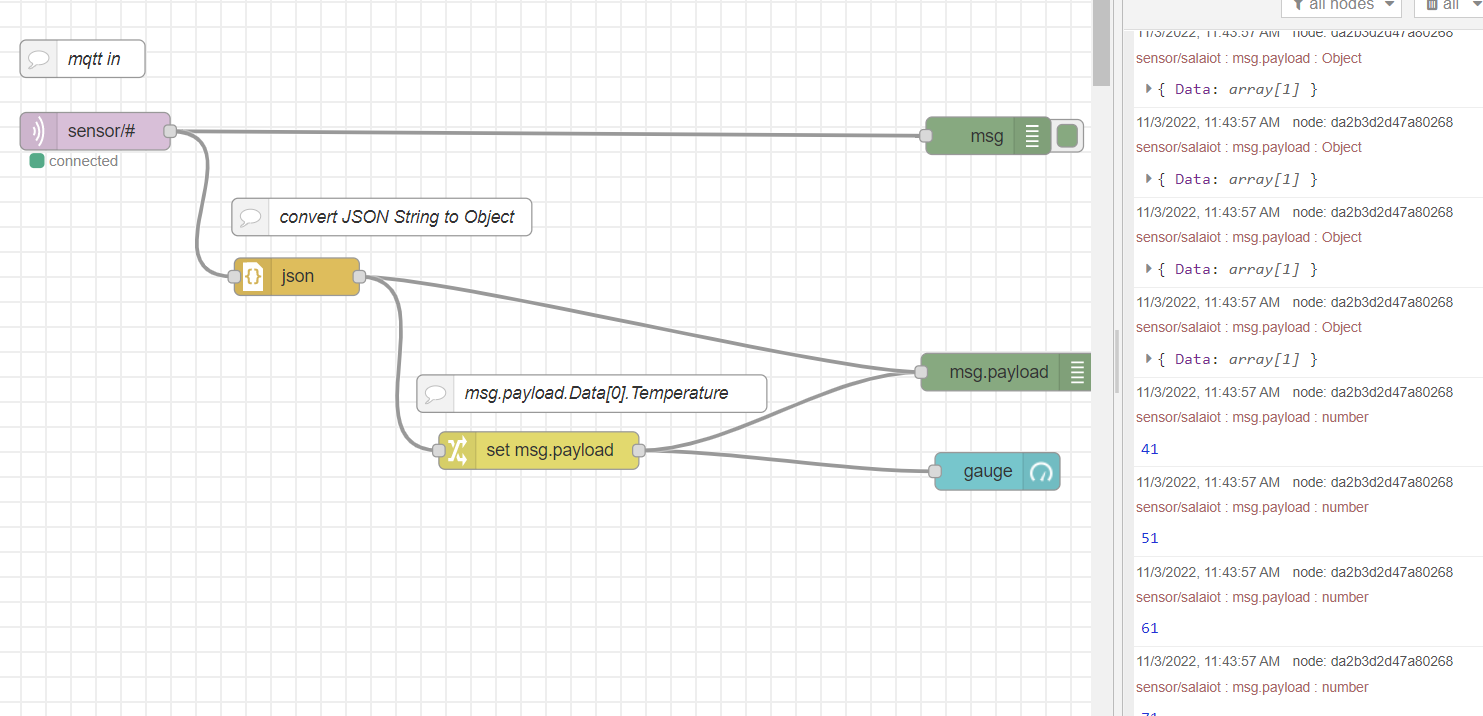 mqtt in
sensor/#
connected
msg
convert JSON String to Object
json
msg.payload
msg.payload.Data[0].Temperature
set msg.payload
gauge
all nodes
all
11/3/2022, 11:43:57 AM node: da2b3d2d47a80268
sensor/salaiot : msg.payload : Object
{ Data: array[1] }
11/3/2022, 11:43:57 AM node: da2b3d2d47a80268
sensor/salaiot : msg.payload : Object
{ Data: array[1] }
11/3/2022, 11:43:57 AM node: da2b3d2d47a80268
sensor/salaiot : msg.payload : Object
{ Data: array[1] }
11/3/2022, 11:43:57 AM node: da2b3d2d47a80268
sensor/salaiot : msg.payload : Object
{ Data: array[1] }
11/3/2022, 11:43:57 AM node: da2b3d2d47a80268
sensor/salaiot : msg.payload : number
41
11/3/2022, 11:43:57 AM node: da2b3d2d47a80268
sensor/salaiot : msg.payload : number
51
11/3/2022, 11:43:57 AM node: da2b3d2d47a80268
sensor/salaiot : msg.payload : number
61
11/3/2022, 11:43:57 AM node: da2b3d2d47a80268
sensor/salaiot : msg.payload : number